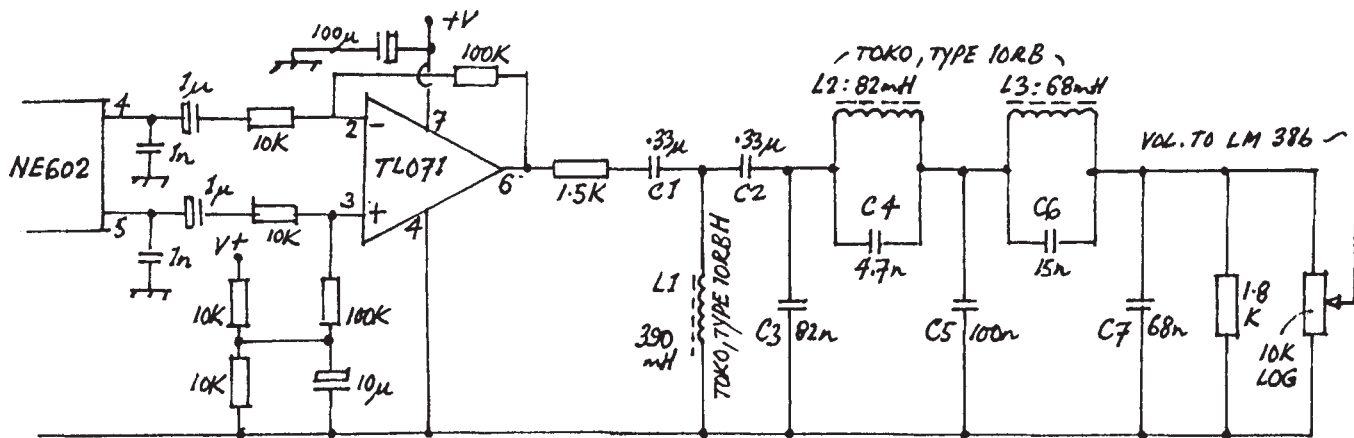 +V
100µ
100K
TOKO, TYPE 10RB
L2: 82mH
L3: 68mH
1µ
4
2
-
7
10K
1n
NE602
TL071
6
1.5K
.33µ
C1
.33µ
C2
VOL. TO LM 386
1µ
5
3
+
4
10K
1n
V+
C4
4.7n
C6
15n
10K
100K
L1
390
mH
TOKO, TYPE 10RBH
C3
82n
C5
100n
C7
68n
1.8
K
10K
LOG
10K
10µ